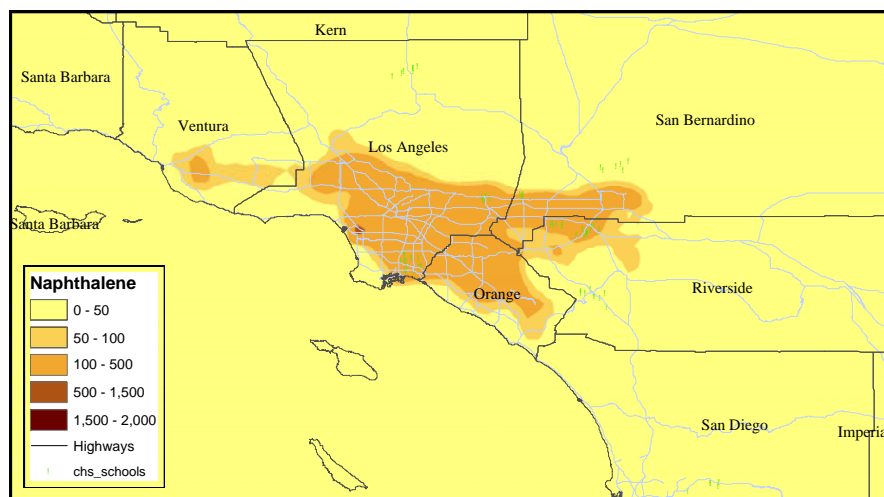 Kern
Santa Barbara
Ventura
Los Angeles
San Bernardino
Santa Barbara
Naphthalene
0 - 50
50 - 100
100 - 500
500 - 1,500
1,500 - 2,000
Highways
chs_schools
Orange
Riverside
San Diego
Imperia